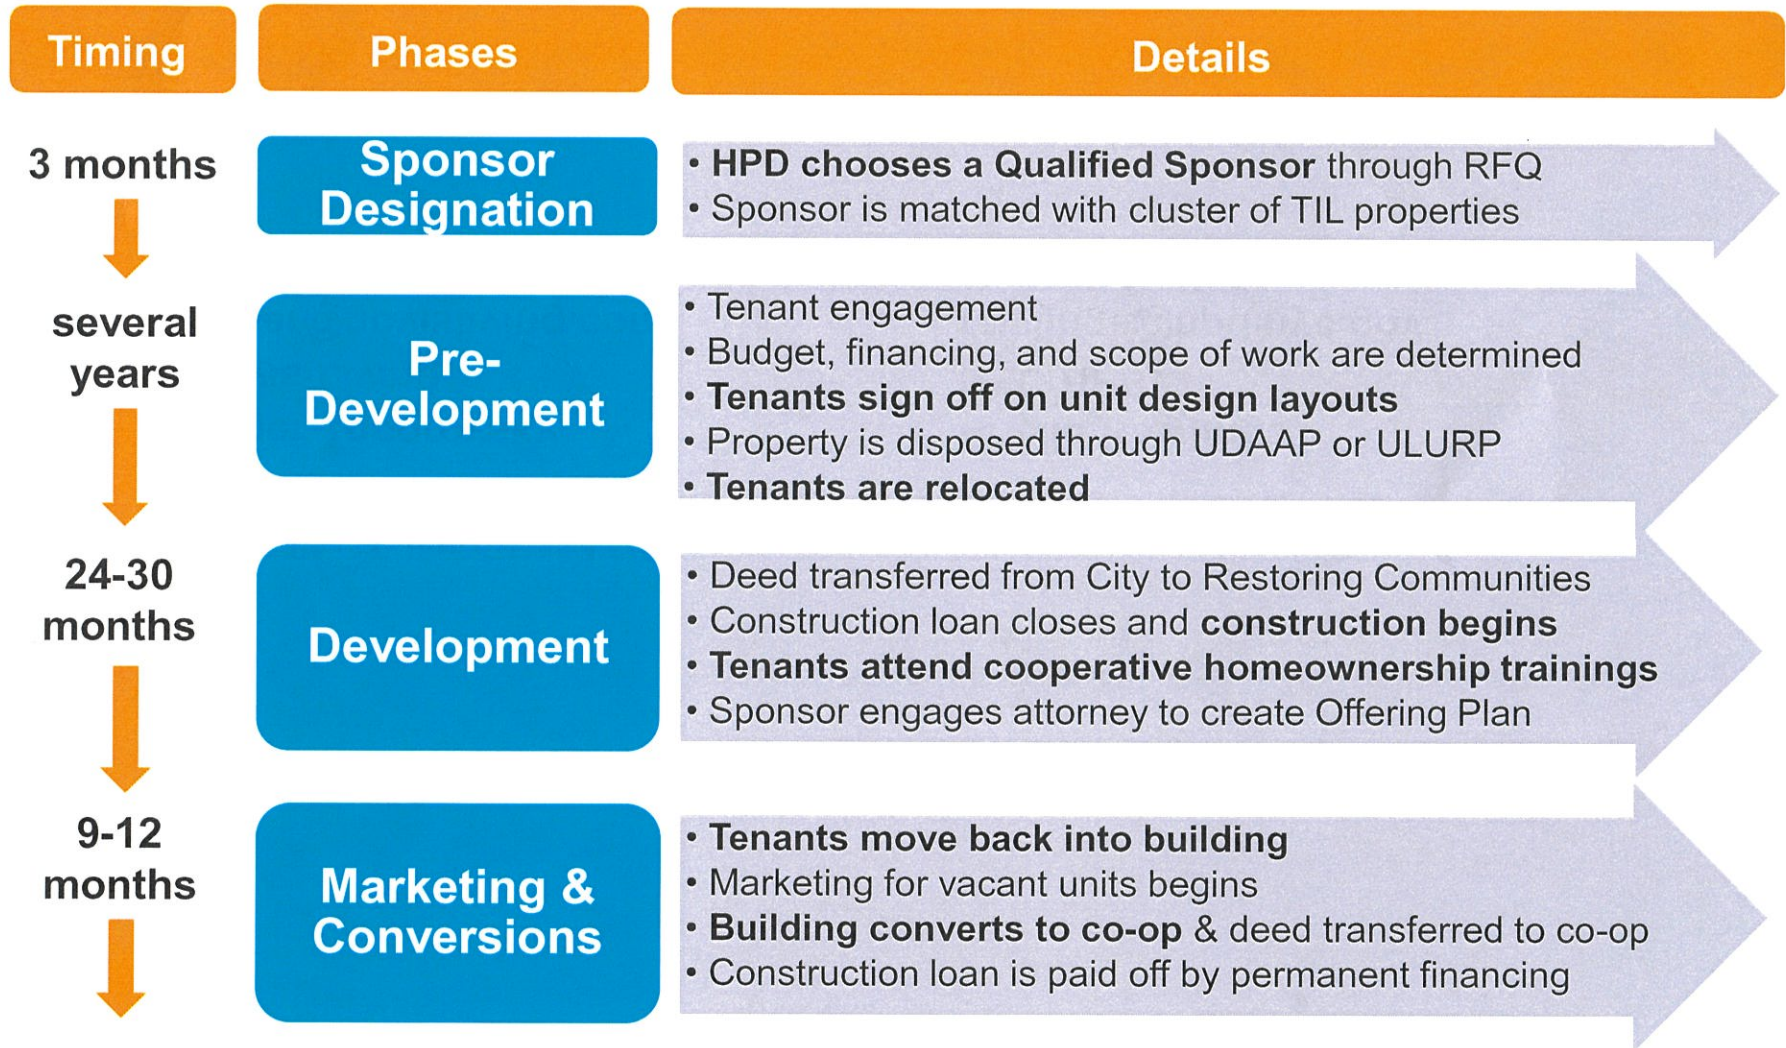 Timing
Phases
Details
3 months
Sponsor
Designation
• HPD chooses a Qualified Sponsor through RFQ
• Sponsor is matched with cluster of TIL properties
several
years
Pre-
Development
• Tenant engagement
• Budget, financing, and scope of work are determined
• Tenants sign off on unit design layouts
• Property is disposed through UDAAP or ULURP
• Tenants are relocated
24-30
months
Development
• Deed transferred from City to Restoring Communities
• Construction loan closes and construction begins
• Tenants attend cooperative homeownership trainings
• Sponsor engages attorney to create Offering Plan
9-12
months
Marketing &
Conversions
• Tenants move back into building
• Marketing for vacant units begins
• Building converts to co-op & deed transferred to co-op
• Construction loan is paid off by permanent financing